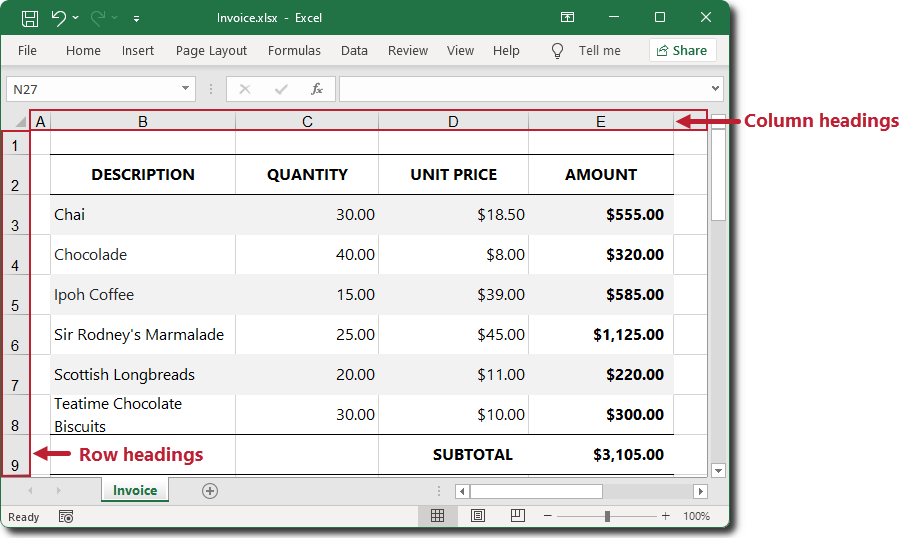 Invoice.xlsx - Excel
File Home Insert Page Layout Formulas Data Review View Help Tell me Share
N27 fx
A B C D E Column headings
1
2 DESCRIPTION QUANTITY UNIT PRICE AMOUNT
3 Chai 30.00 $18.50 $555.00
4 Chocolade 40.00 $8.00 $320.00
5 Ipoh Coffee 15.00 $39.00 $585.00
6 Sir Rodney's Marmalade 25.00 $45.00 $1,125.00
7 Scottish Longbreads 20.00 $11.00 $220.00
Teatime Chocolate
8 Biscuits 30.00 $10.00 $300.00
9 Row headings SUBTOTAL $3,105.00
Invoice
Ready 100%